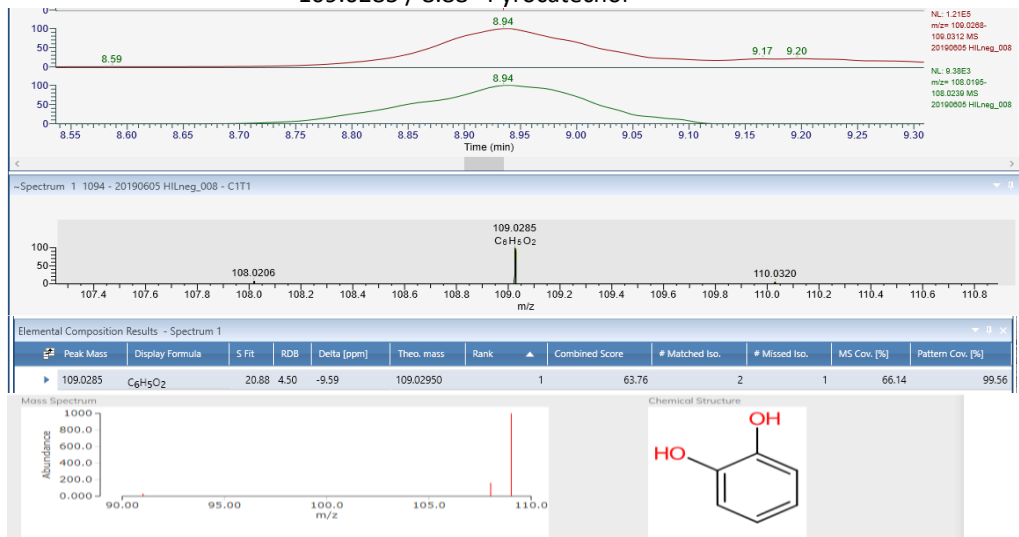 109.0285 / 8.88 - Pyrocatechol
0
100
50
0
8.59
8.94
9.17 9.20
NL: 1.21E5
m/z= 109.0268-
109.0312 MS
20190605 HILneg_008
100
50
0
8.94
NL: 9.38E3
m/z= 108.0195-
108.0239 MS
20190605 HILneg_008
8.55 8.60 8.65 8.70 8.75 8.80 8.85 8.90 8.95 9.00 9.05 9.10 9.15 9.20 9.25 9.30
Time (min)
~Spectrum 1 1094 - 20190605 HILneg_008 - C1T1
109.0285
C6H5O2
100
50
0
108.0206
110.0320
107.4 107.6 107.8 108.0 108.2 108.4 108.6 108.8 109.0 109.2 109.4 109.6 109.8 110.0 110.2 110.4 110.6 110.8
m/z
Elemental Composition Results - Spectrum 1
Peak Mass Display Formula S Fit RDB Delta [ppm] Theo. mass Rank Combined Score # Matched Iso. # Missed Iso. MS Cov. [%] Pattern Cov. [%]
109.0285 C6H5O2 20.88 4.50 -9.59 109.02950 1 63.76 2 1 66.14 99.56
Mass Spectrum
Chemical Structure
1000
800.0
600.0
400.0
200.0
0.000
Abundance
90.00 95.00 100.0 105.0 110.0
m/z
OH
HO